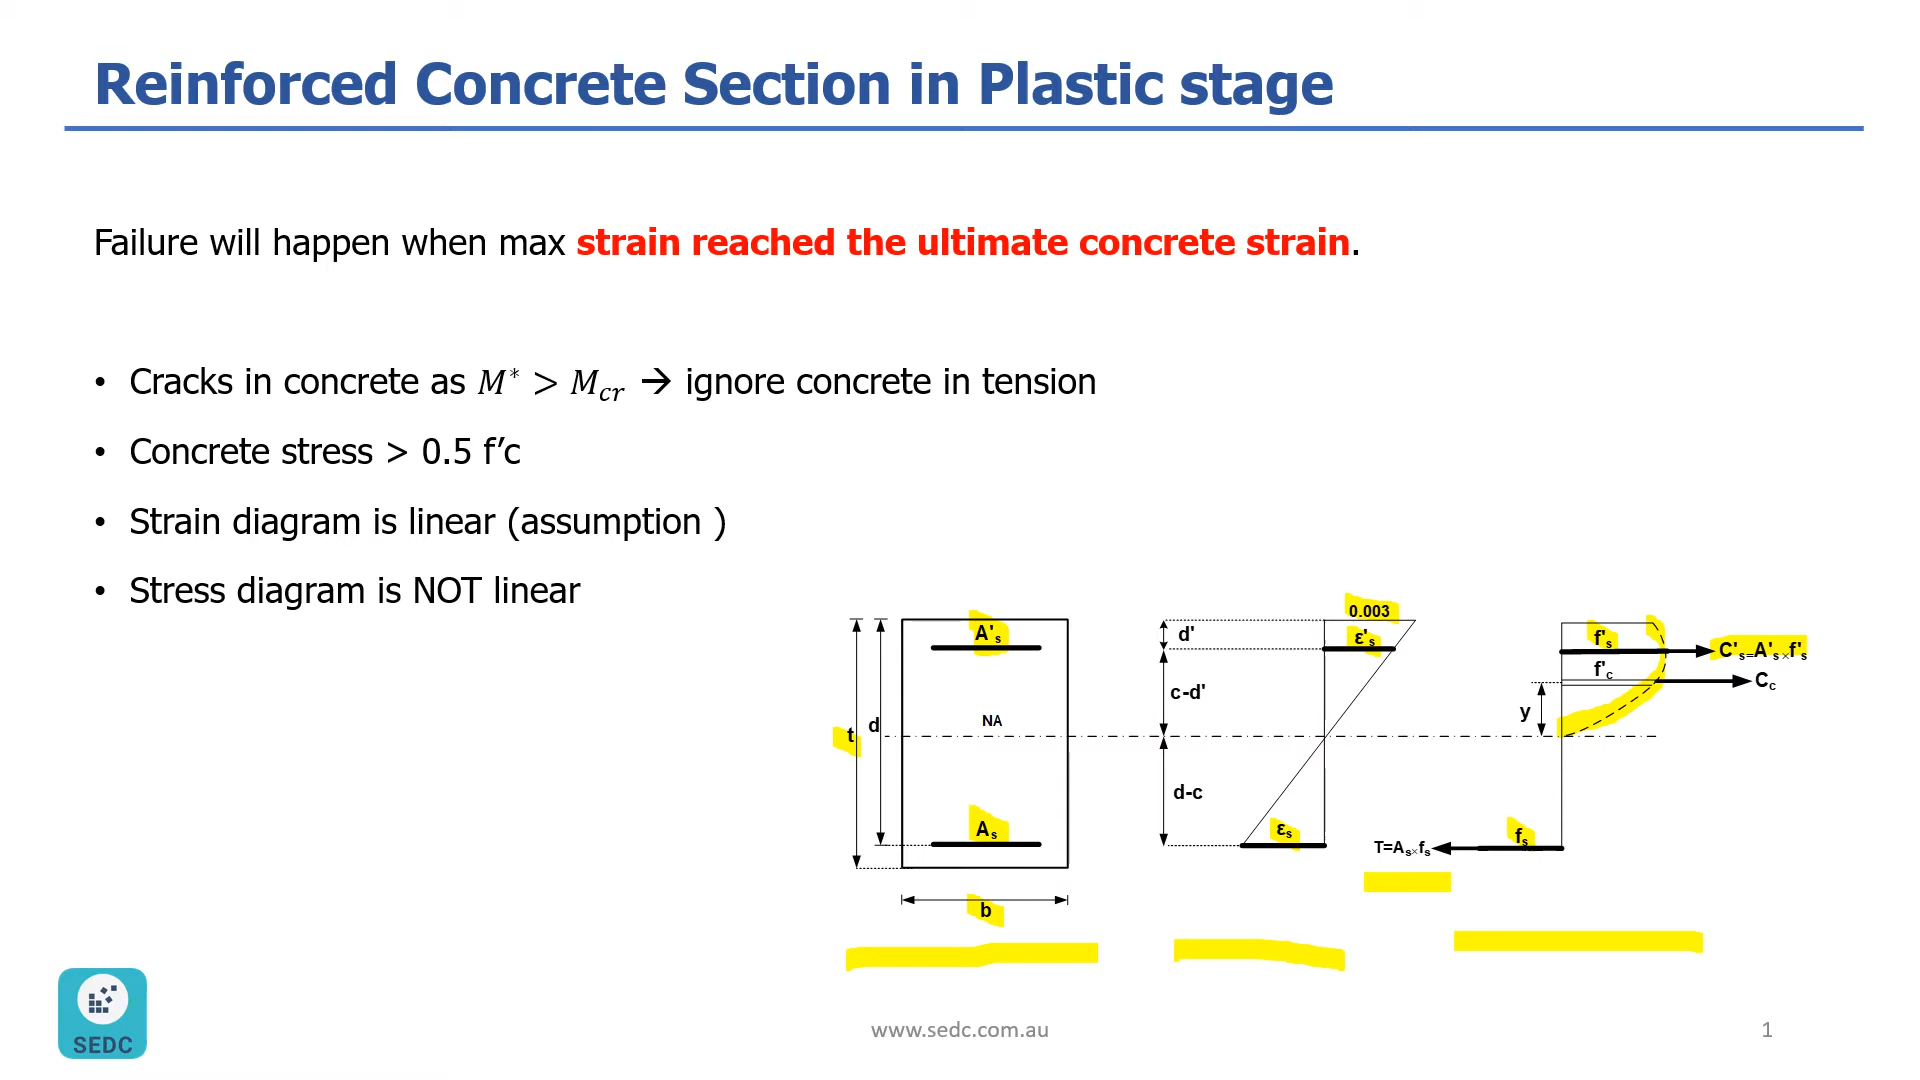 Reinforced Concrete Section in Plastic stage
Failure will happen when max strain reached the ultimate concrete strain.
• Cracks in concrete as M* > Mcr → ignore concrete in tension
• Concrete stress > 0.5 f’c
• Strain diagram is linear (assumption )
• Stress diagram is NOT linear
A's
NA
t
d
As
b
d'
c-d'
d-c
0.003
ε's
εs
f's
f'c
y
C's=A's×f's
Cc
fs
T=As×fs
SEDC
www.sedc.com.au
1